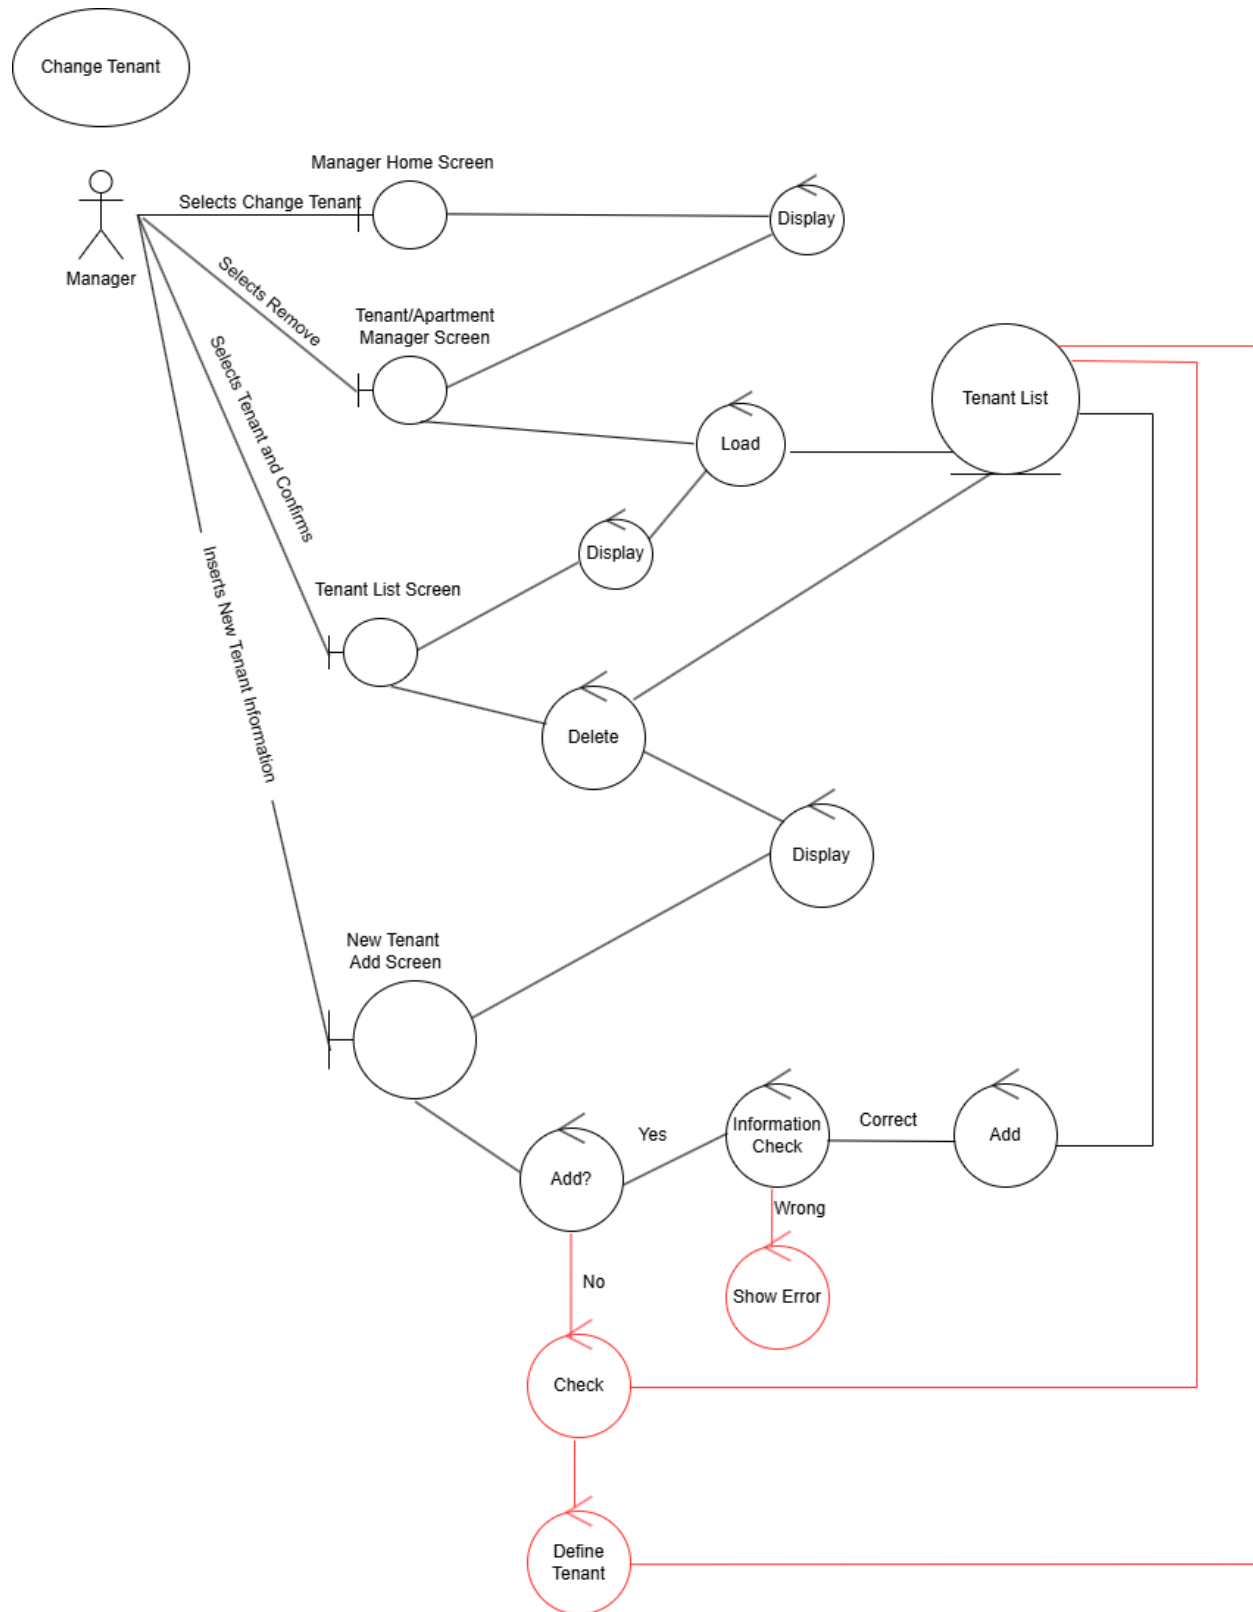 Change Tenant
Manager Home Screen
Selects Change Tenant
Display
Manager
Selects Remove
Tenant/Apartment
Manager Screen
Selects Tenant and Confirms
Tenant List
Load
Display
Inserts New Tenant Information
Tenant List Screen
Delete
Display
New Tenant
Add Screen
Information
Check
Correct
Add
Yes
Add?
Wrong
No
Show Error
Check
Define
Tenant